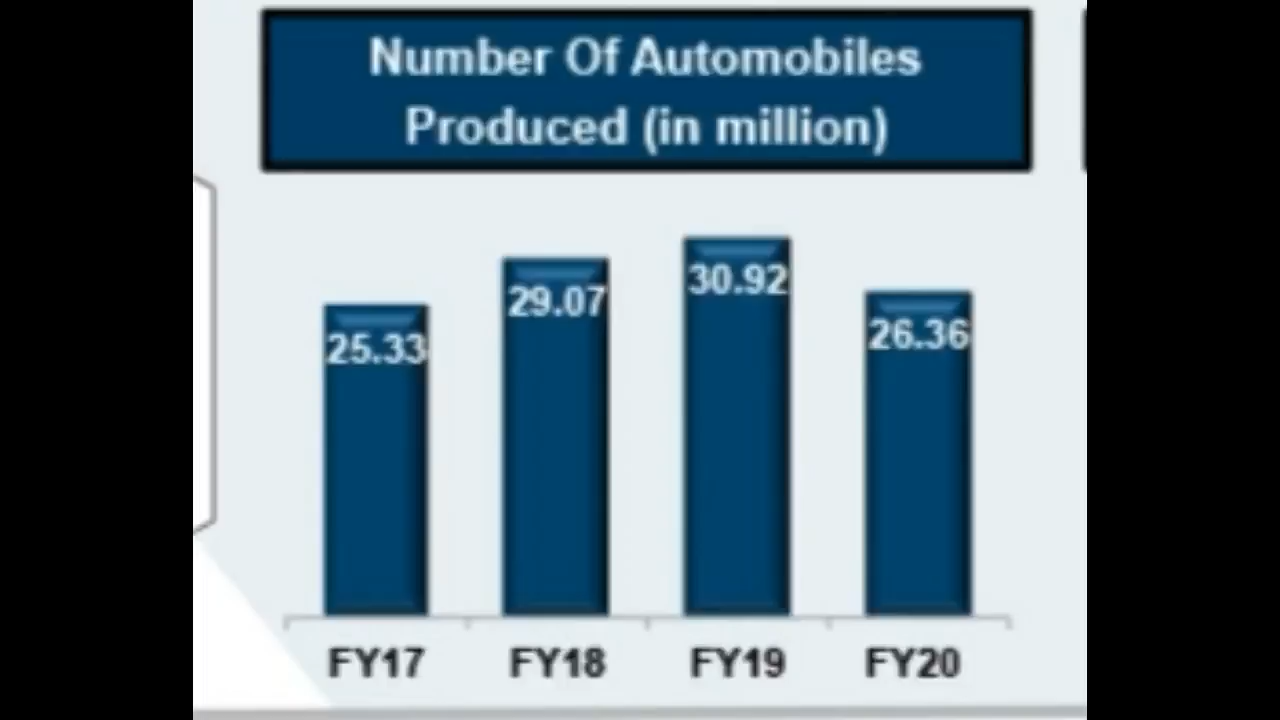 Number Of Automobiles
Produced (in million)
25.33
29.07
30.92
26.36
FY17
FY18
FY19
FY20